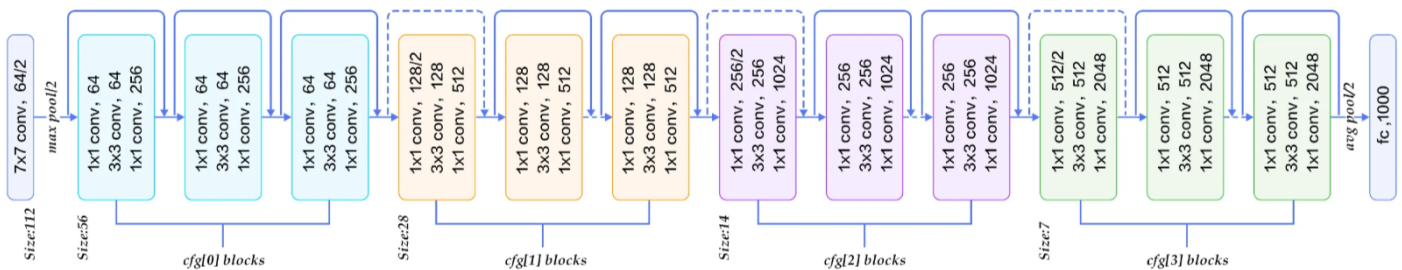 7x7 conv, 64/2
max pool/2
1x1 conv, 64
3x3 conv, 64
1x1 conv, 256
1x1 conv, 64
3x3 conv, 64
1x1 conv, 256
1x1 conv, 64
3x3 conv, 64
1x1 conv, 256
1x1 conv, 128/2
3x3 conv, 128
1x1 conv, 512
1x1 conv, 128
3x3 conv, 128
1x1 conv, 512
1x1 conv, 128
3x3 conv, 128
1x1 conv, 512
1x1 conv, 256/2
3x3 conv, 256
1x1 conv, 1024
1x1 conv, 256
3x3 conv, 256
1x1 conv, 1024
1x1 conv, 256
3x3 conv, 256
1x1 conv, 1024
1x1 conv, 512/2
3x3 conv, 512
1x1 conv, 2048
1x1 conv, 512
3x3 conv, 512
1x1 conv, 2048
1x1 conv, 512
3x3 conv, 512
1x1 conv, 2048
avg pool/2
fc ,1000
Size:112
Size:56
cfg[0] blocks
Size:28
cfg[1] blocks
Size:14
cfg[2] blocks
Size:7
cfg[3] blocks